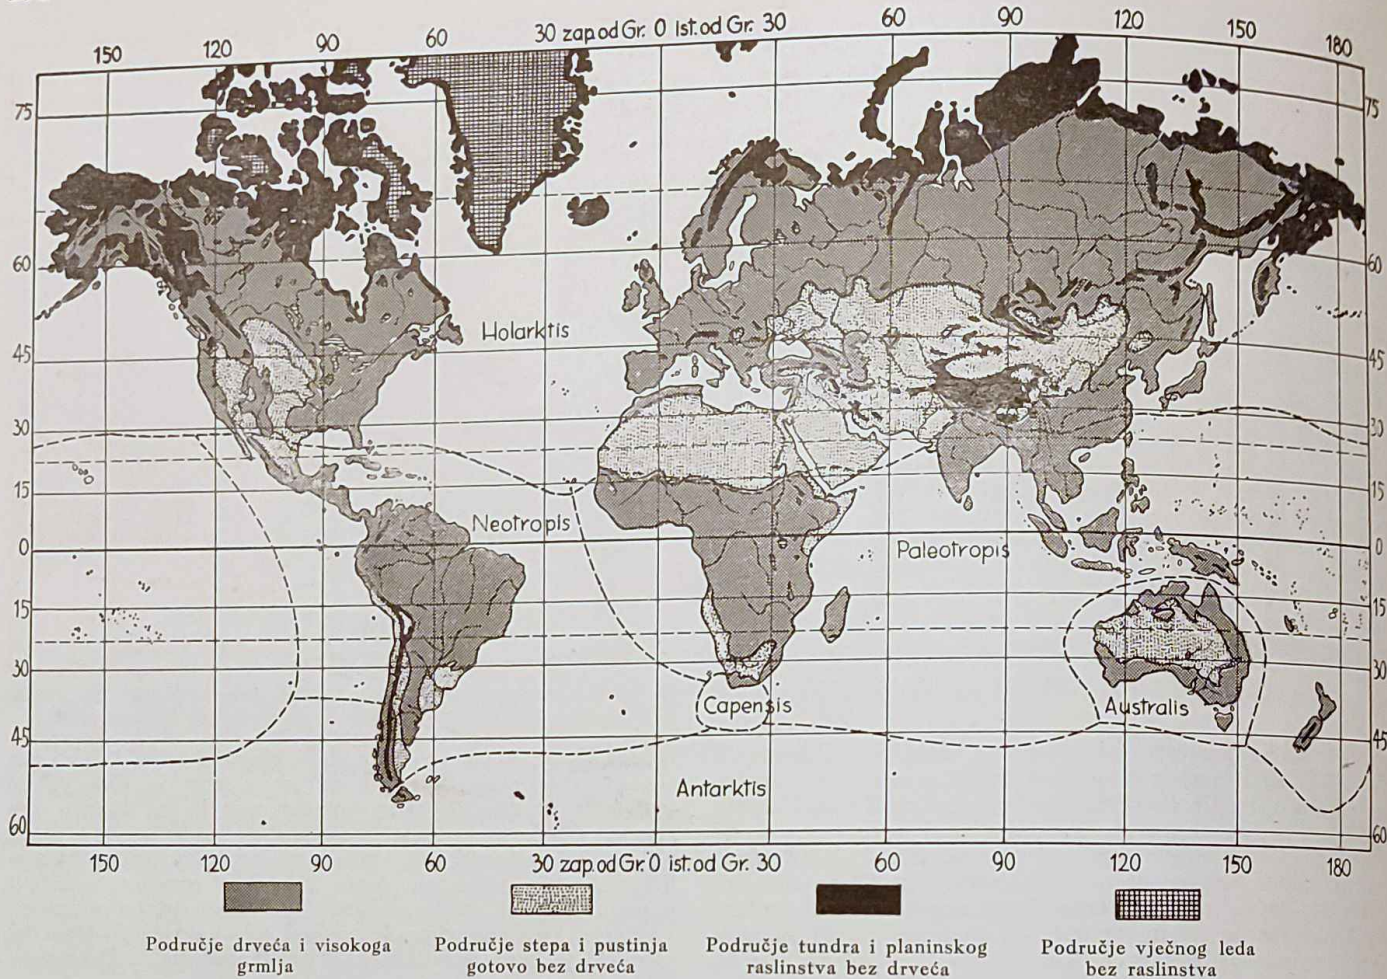 150 120 90 60 30 zap.od Gr. 0 ist.od Gr. 30 60 90 120 150 180
75 75
60 60
Holarktis
45 45
30 30
15 15
Neotropis
Paleotropis
0 0
15 15
30 30
Capensis
Australis
45 45
Antarktis
60 60
150 120 90 60 30 zap.od Gr. 0 ist.od Gr. 30 60 90 120 150 180
Područje drveća i visokoga
grmlja
Područje stepa i pustinja
gotovo bez drveća
Područje tundra i planinskog
raslinstva bez drveća
Područje vječnog leda
bez raslinstva